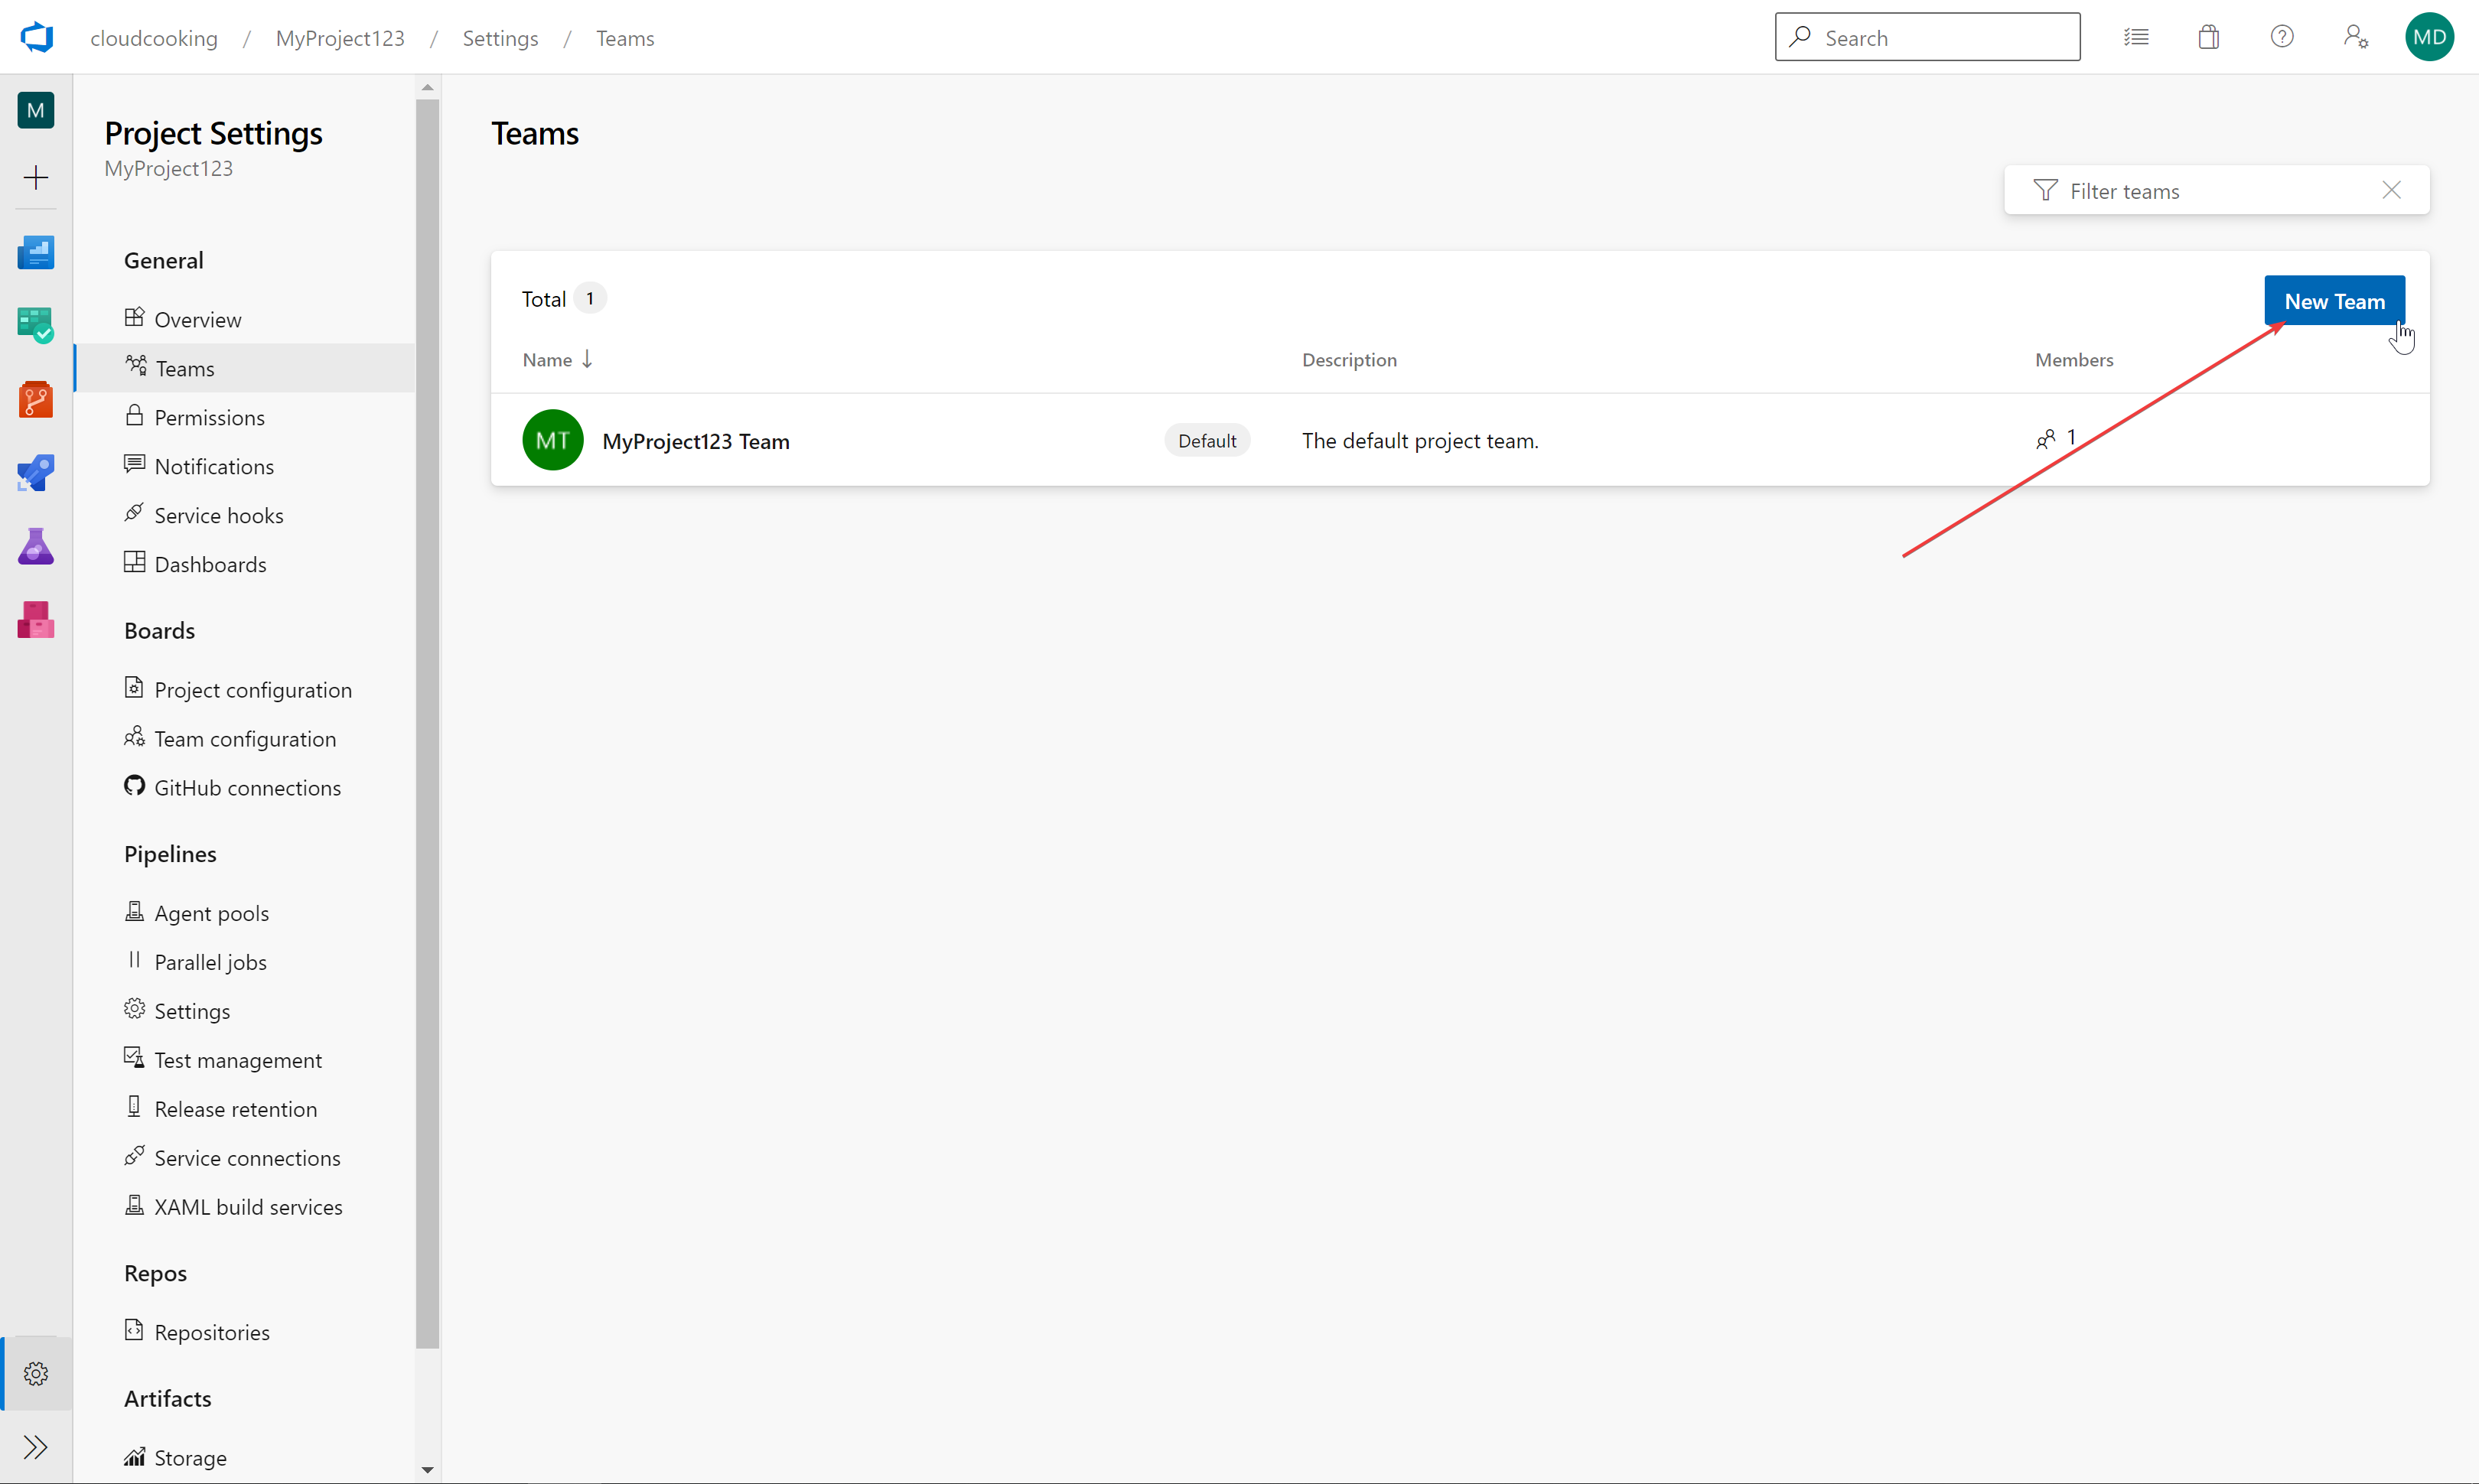 cloudcooking / MyProject123 / Settings / Teams
Search
MD
M
Project Settings
MyProject123
General
Overview
Teams
Permissions
Notifications
Service hooks
Dashboards
Boards
Project configuration
Team configuration
GitHub connections
Pipelines
Agent pools
Parallel jobs
Settings
Test management
Release retention
Service connections
XAML build services
Repos
Repositories
Artifacts
Storage
Teams
Filter teams
Total 1
New Team
Name Description Members
MT MyProject123 Team Default The default project team. 1